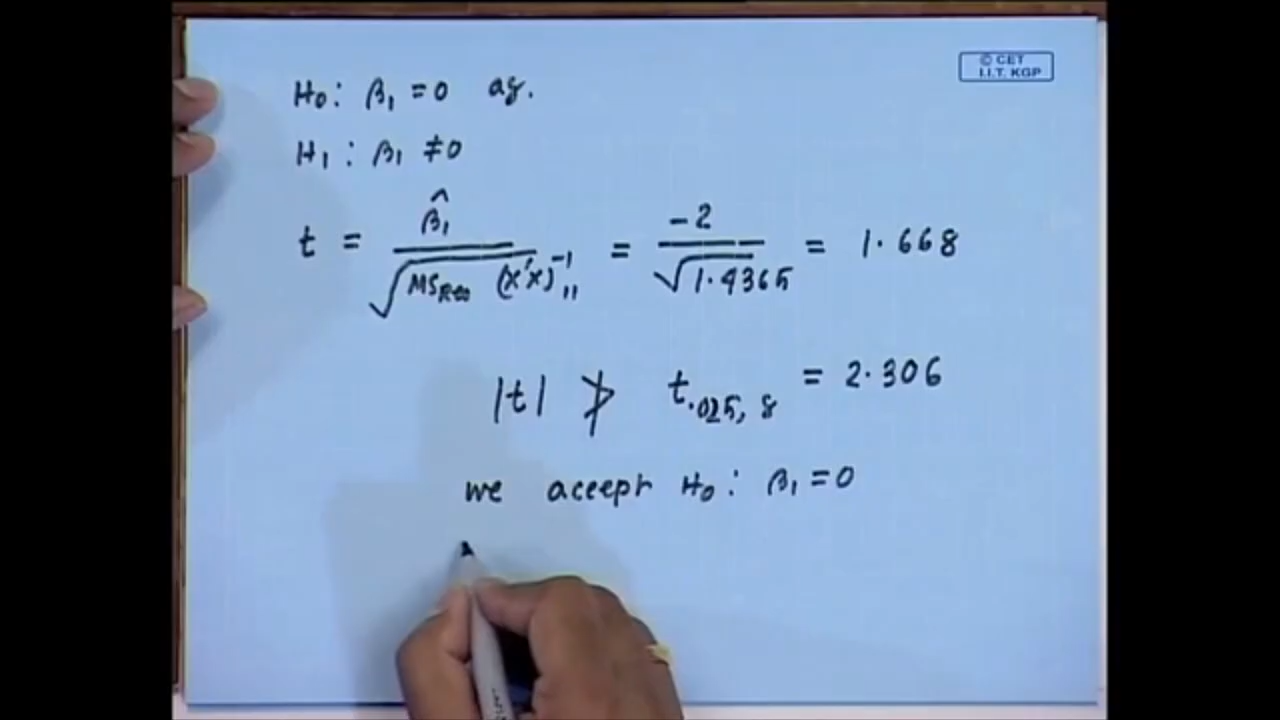 © CET
I.I.T. KGP
H₀: β₁ = 0 ag.
H₁: β₁ ≠ 0
t = β̂₁ / √(MS_Res (x'x)⁻¹₁₁) = -2 / √1.4365 = 1.668
|t| ≯ t.025, 8 = 2.306
we accept H₀: β₁ = 0